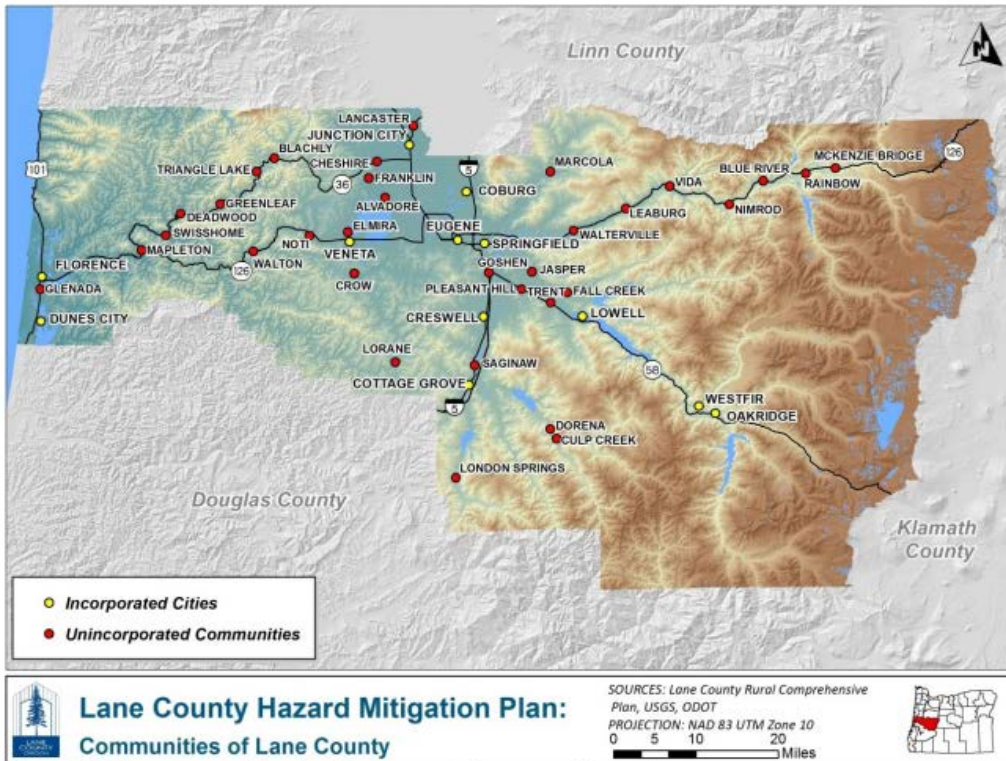 Linn County
LANCASTER
JUNCTION CITY
BLACHLY
CHESHIRE
MARCOLA
MCKENZIE BRIDGE
126
101
TRIANGLE LAKE
36
FRANKLIN
5
COBURG
VIDA
BLUE RIVER
RAINBOW
GREENLEAF
ALVADORE
LEABURG
NIMROD
DEADWOOD
SWISSHOME
ELMIRA
EUGENE
WALTERVILLE
MAPLETON
NOTI
VENETA
SPRINGFIELD
126
WALTON
FLORENCE
GOSHEN
JASPER
GLENADA
CROW
PLEASANT HILL
TRENT
FALL CREEK
DUNES CITY
CRESWELL
LOWELL
LORANE
SAGINAW
58
COTTAGE GROVE
5
WESTFIR
OAKRIDGE
DORENA
CULP CREEK
LONDON SPRINGS
Douglas County
Klamath
County
Incorporated Cities
Unincorporated Communities
LANE
COUNTY
OREGON
Lane County Hazard Mitigation Plan:
Communities of Lane County
SOURCES: Lane County Rural Comprehensive
Plan, USGS, ODOT
PROJECTION: NAD 83 UTM Zone 10
0 5 10 20
Miles